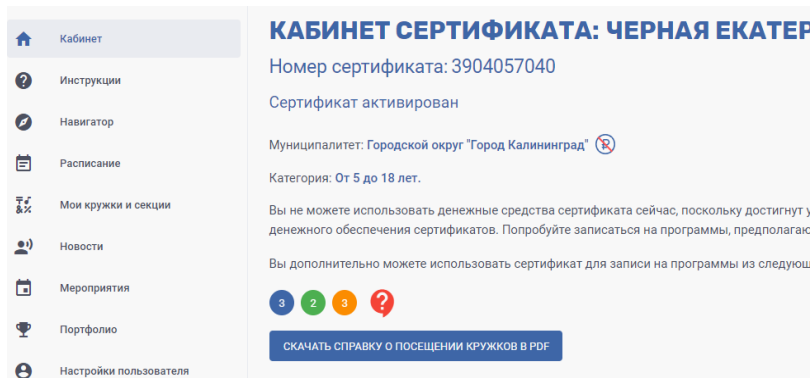 Кабинет
Инструкции
Навигатор
Расписание
Мои кружки и секции
Новости
Мероприятия
Портфолио
Настройки пользователя
КАБИНЕТ СЕРТИФИКАТА: ЧЕРНАЯ ЕКАТЕР
Номер сертификата: 3904057040
Сертификат активирован
Муниципалитет: Городской округ "Город Калининград"
Категория: От 5 до 18 лет.
Вы не можете использовать денежные средства сертификата сейчас, поскольку достигнут у
денежного обеспечения сертификатов. Попробуйте записаться на программы, предполагаю
Вы дополнительно можете использовать сертификат для записи на программы из следующ
3 2 3 ?
СКАЧАТЬ СПРАВКУ О ПОСЕЩЕНИИ КРУЖКОВ В PDF